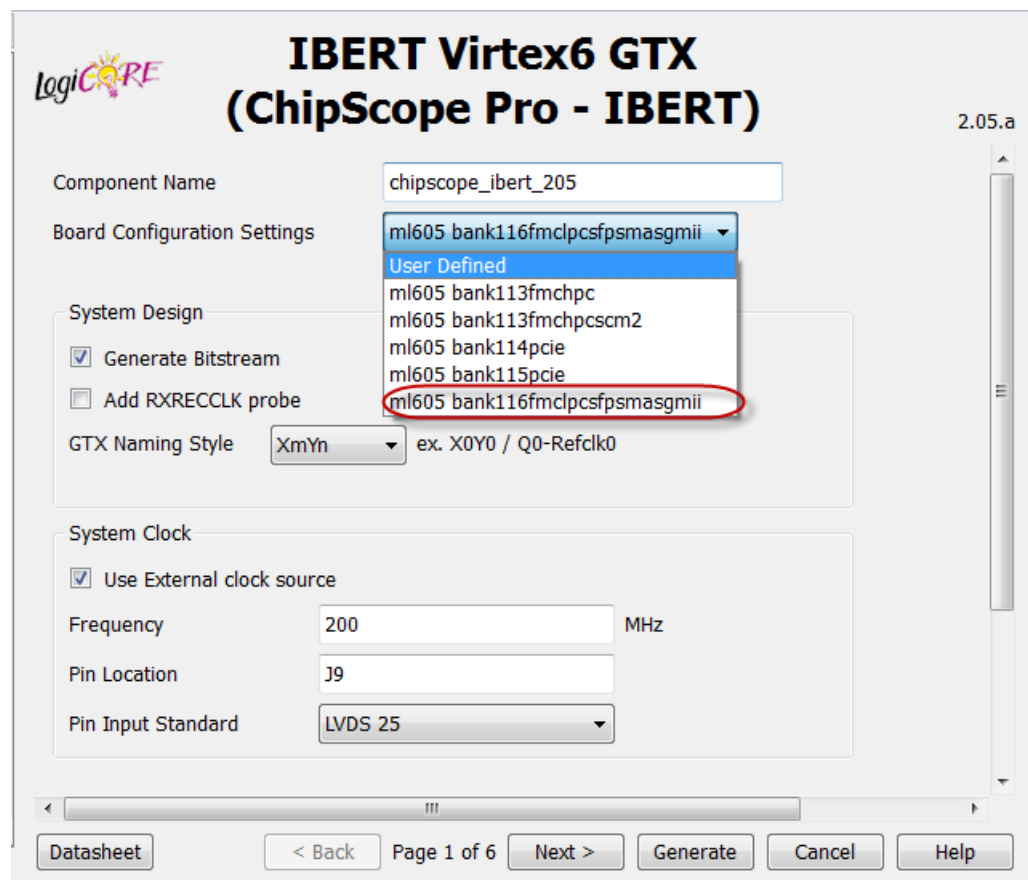 LogiCORE
IBERT Virtex6 GTX
(ChipScope Pro - IBERT)
2.05.a
Component Name chipscope_ibert_205
Board Configuration Settings ml605 bank116fmclpcsfpsmasgmii
User Defined
ml605 bank113fmchpc
ml605 bank113fmchpcscm2
ml605 bank114pcie
ml605 bank115pcie
ml605 bank116fmclpcsfpsmasgmii
System Design
Generate Bitstream
Add RXRECCLK probe
GTX Naming Style XmYn ex. X0Y0 / Q0-Refclk0
System Clock
Use External clock source
Frequency 200 MHz
Pin Location J9
Pin Input Standard LVDS 25
Datasheet < Back Page 1 of 6 Next > Generate Cancel Help